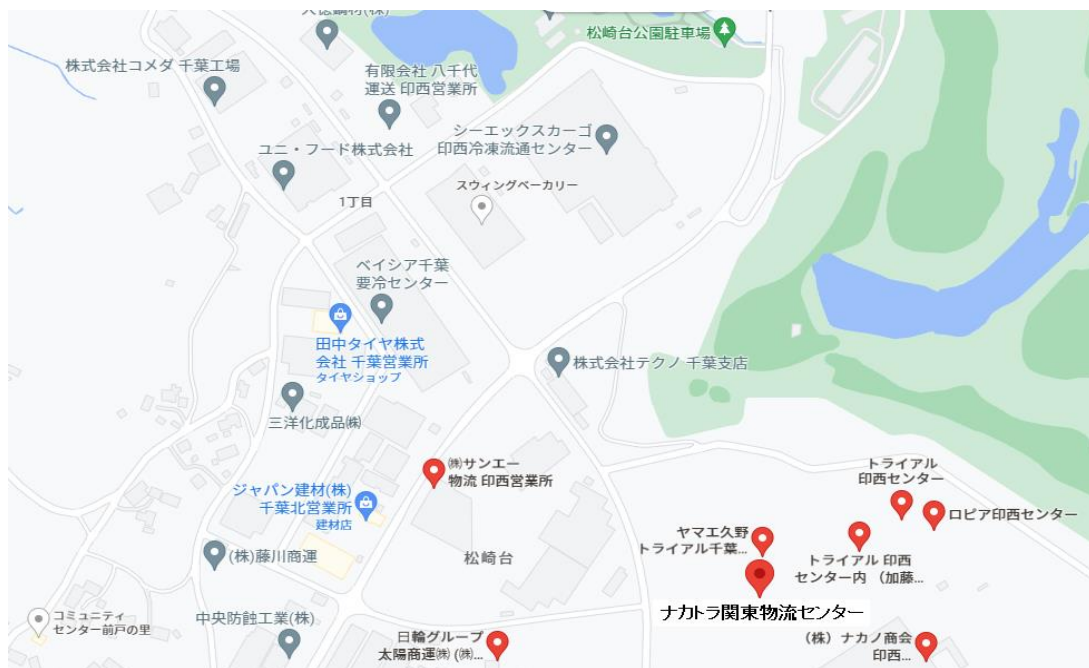 大徳鋼材(株)
松崎台公園駐車場
株式会社コメダ 千葉工場
有限会社 八千代
運送 印西営業所
シーエックスカーゴ
印西冷凍流通センター
ユニ・フード株式会社
スウィングベーカリー
1丁目
ベイシア千葉
要冷センター
田中タイヤ株式
会社 千葉営業所
タイヤショップ
株式会社テクノ 千葉支店
三洋化成品㈱
㈱サンエー
物流 印西営業所
トライアル
印西センター
ジャパン建材(株)
千葉北営業所
建材店
ロピア印西センター
ヤマエ久野
トライアル千葉...
トライアル 印西
センター内 （加藤...
(株)藤川商運
松崎台
ナカトラ関東物流センター
コミュニティ
センター前戸の里
中央防蝕工業(株)
日輪グループ
太陽商運㈱ (㈱...
（株）ナカノ商会
印西...